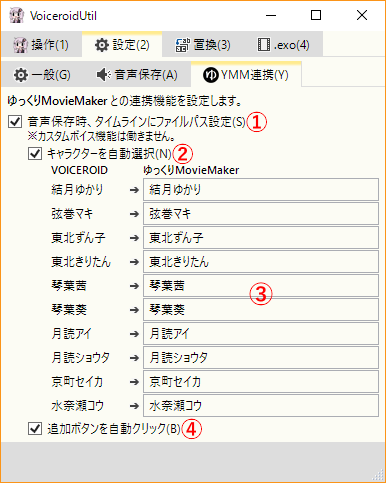 VoiceroidUtil
操作(1) 設定(2) 置換(3) .exo(4)
一般(G) 音声保存(A) ゆ YMM連携(Y)
ゆっくりMovieMaker との連携機能を設定します。
音声保存時、タイムラインにファイルパス設定(S) ①
※カスタムボイス機能は働きません。
キャラクターを自動選択(N) ②
VOICEROID ゆっくりMovieMaker
結月ゆかり ➔ 結月ゆかり
弦巻マキ ➔ 弦巻マキ
東北ずん子 ➔ 東北ずん子
東北きりたん ➔ 東北きりたん
琴葉茜 ➔ 琴葉茜
③
琴葉葵 ➔ 琴葉葵
月読アイ ➔ 月読アイ
月読ショウタ ➔ 月読ショウタ
京町セイカ ➔ 京町セイカ
水奈瀬コウ ➔ 水奈瀬コウ
追加ボタンを自動クリック(B) ④